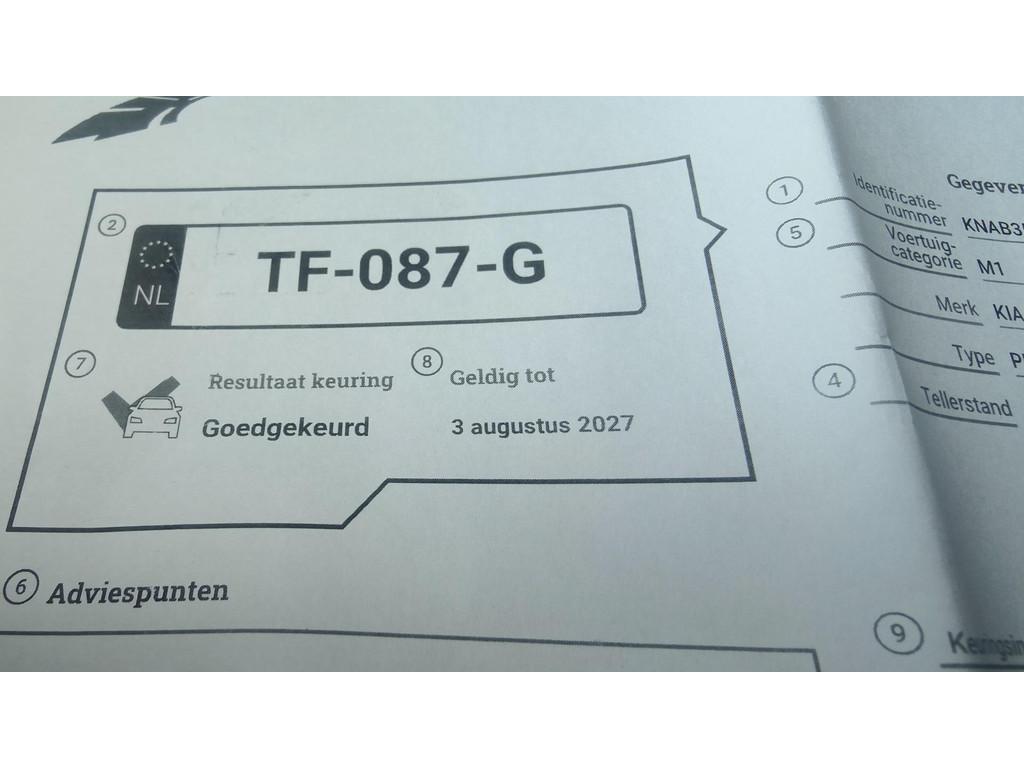 2
NL TF-087-G
7 Resultaat keuring
Goedgekeurd
8 Geldig tot
3 augustus 2027
6 Adviespunten
1 Identificatie-
nummer KNAB3
5 Voertuig-
categorie M1
Merk KIA
Type P
4 Tellerstand
9